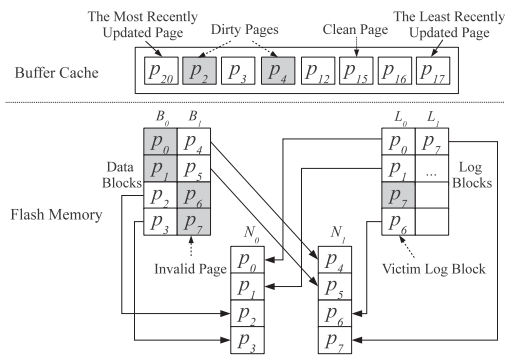 The Most Recently
Updated Page
Dirty Pages
Clean Page
The Least Recently
Updated Page
Buffer Cache
p20 p2 p3 p4 p12 p15 p16 p17
B0 B1
L0 L1
Data
Blocks
p0 p4
p1 p5
p2 p6
p3 p7
p0 p7
p1 ...
p7
p6
Log
Blocks
Flash Memory
Invalid Page
Victim Log Block
N0
p0
p1
p2
p3
N1
p4
p5
p6
p7